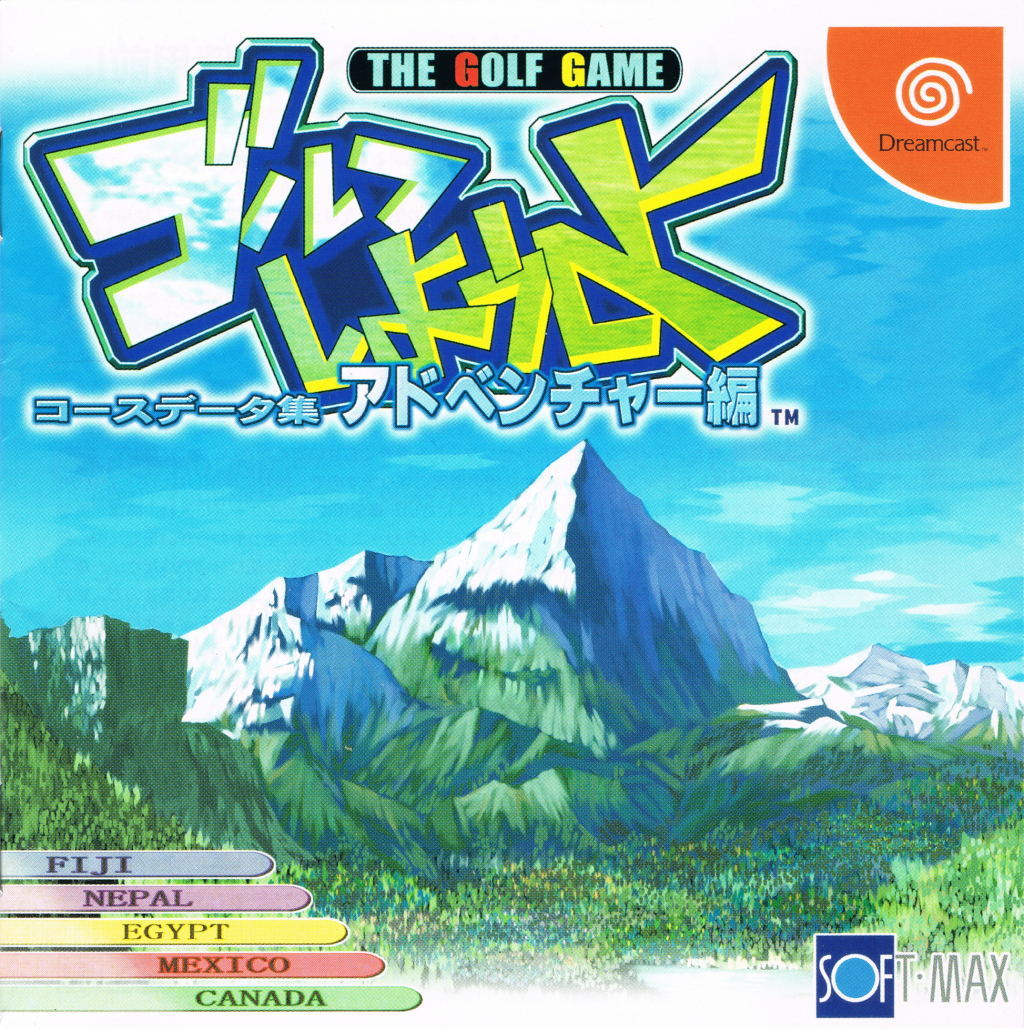 THE GOLF GAME
Dreamcast™
ゴルフ
しようよ
コースデータ集 アドベンチャー編 TM
FIJI
NEPAL
EGYPT
MEXICO
CANADA
SOFT・MAX